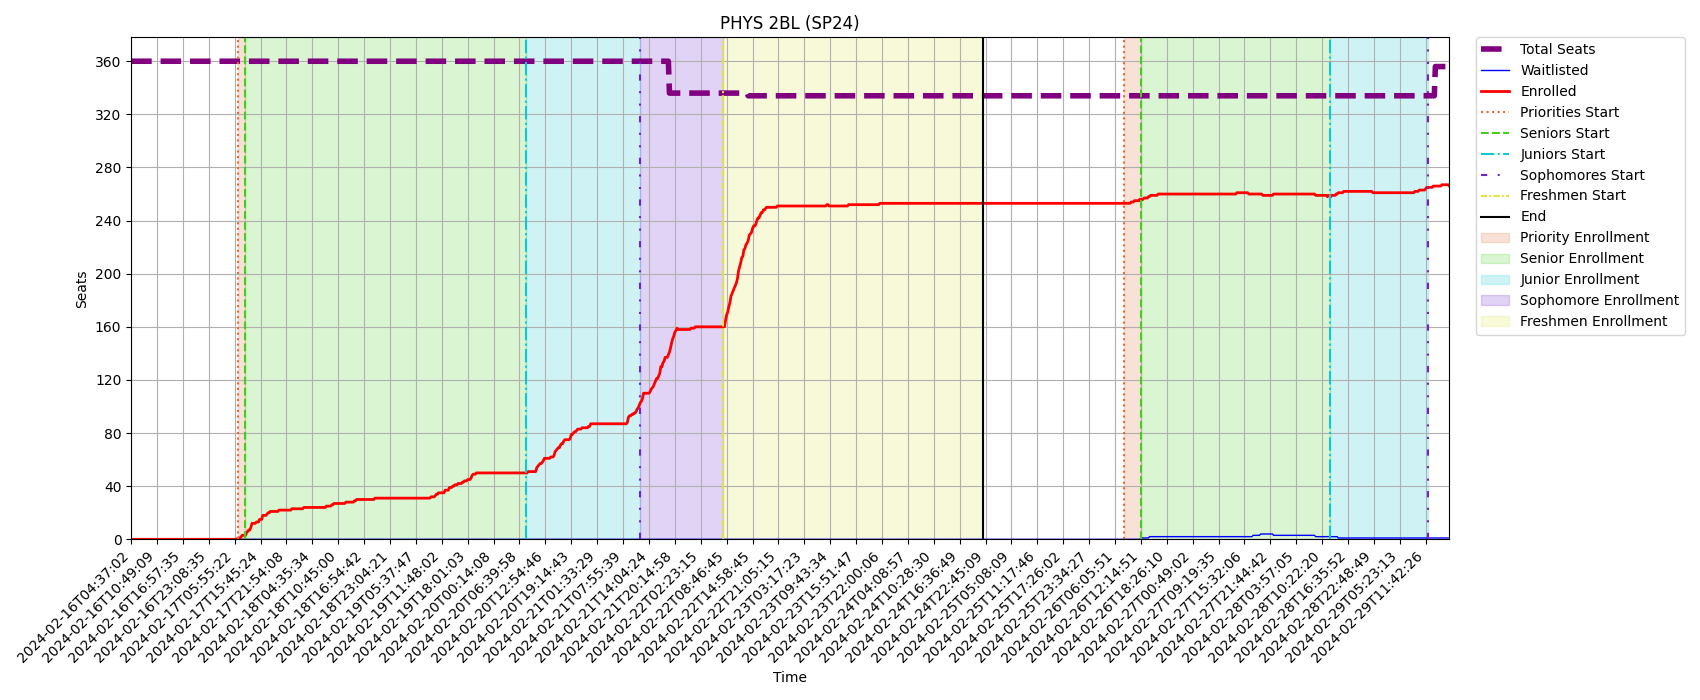 PHYS 2BL (SP24)
Seats
360
320
280
240
200
160
120
80
40
0
2024-02-16T04:37:02
2024-02-16T10:49:09
2024-02-16T16:57:35
2024-02-16T23:08:35
2024-02-17T05:55:22
2024-02-17T15:45:24
2024-02-17T21:54:08
2024-02-18T04:35:34
2024-02-18T10:45:00
2024-02-18T16:54:42
2024-02-18T23:04:21
2024-02-19T05:37:47
2024-02-19T11:48:02
2024-02-19T18:01:03
2024-02-20T00:14:08
2024-02-20T06:39:58
2024-02-20T12:54:46
2024-02-20T19:14:43
2024-02-21T01:33:29
2024-02-21T07:55:39
2024-02-21T14:04:24
2024-02-21T20:14:58
2024-02-22T02:23:15
2024-02-22T08:46:45
2024-02-22T14:58:45
2024-02-22T21:05:15
2024-02-23T03:17:23
2024-02-23T09:43:34
2024-02-23T15:51:47
2024-02-23T22:00:06
2024-02-24T04:08:57
2024-02-24T10:28:30
2024-02-24T16:36:49
2024-02-24T22:45:09
2024-02-25T05:08:09
2024-02-25T11:17:46
2024-02-25T17:26:02
2024-02-25T23:34:27
2024-02-26T06:05:51
2024-02-26T12:14:51
2024-02-26T18:26:10
2024-02-27T00:49:02
2024-02-27T09:19:35
2024-02-27T15:32:06
2024-02-27T21:44:42
2024-02-28T03:57:05
2024-02-28T10:22:20
2024-02-28T16:35:52
2024-02-28T22:48:49
2024-02-29T05:23:13
2024-02-29T11:42:26
Time
Total Seats
Waitlisted
Enrolled
Priorities Start
Seniors Start
Juniors Start
Sophomores Start
Freshmen Start
End
Priority Enrollment
Senior Enrollment
Junior Enrollment
Sophomore Enrollment
Freshmen Enrollment